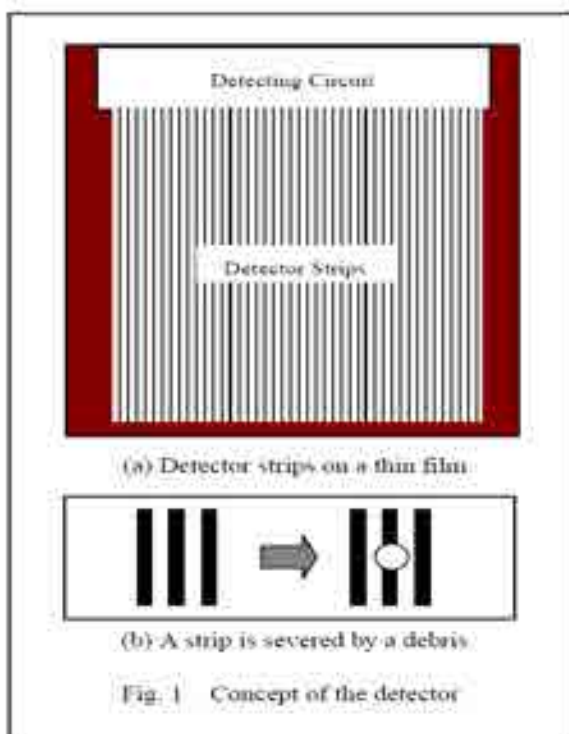 Detecting Circuit
Detector Strips
(a) Detector strips on a thin film
(b) A strip is severed by a debris
Fig. 1 Concept of the detector